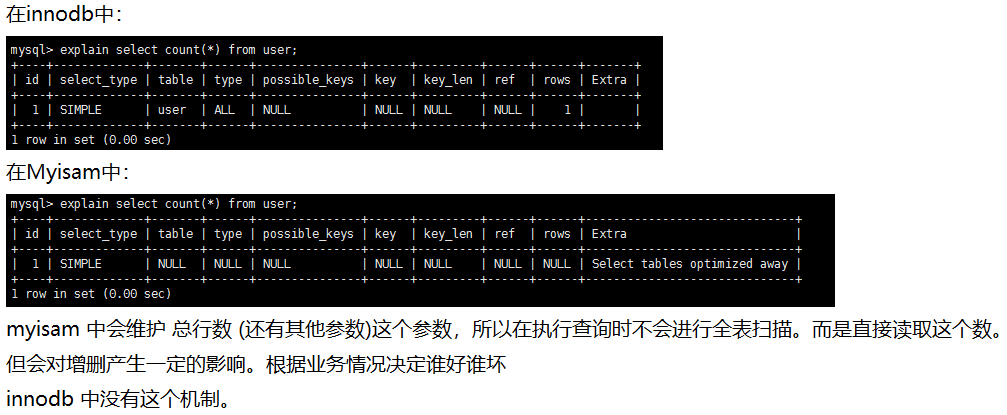 在innodb中：
mysql> explain select count(*) from user;
+----+-------------+-------+------+---------------+------+---------+------+------+-------+
| id | select_type | table | type | possible_keys | key  | key_len | ref  | rows | Extra |
+----+-------------+-------+------+---------------+------+---------+------+------+-------+
|  1 | SIMPLE      | user  | ALL  | NULL          | NULL | NULL    | NULL |    1 |       |
+----+-------------+-------+------+---------------+------+---------+------+------+-------+
1 row in set (0.00 sec)
在Myisam中：
mysql> explain select count(*) from user;
+----+-------------+-------+------+---------------+------+---------+------+------+------------------------------+
| id | select_type | table | type | possible_keys | key  | key_len | ref  | rows | Extra                        |
+----+-------------+-------+------+---------------+------+---------+------+------+------------------------------+
|  1 | SIMPLE      | NULL  | NULL | NULL          | NULL | NULL    | NULL | NULL | Select tables optimized away |
+----+-------------+-------+------+---------------+------+---------+------+------+------------------------------+
1 row in set (0.00 sec)
myisam 中会维护 总行数 (还有其他参数)这个参数，所以在执行查询时不会进行全表扫描。而是直接读取这个数。
但会对增删产生一定的影响。根据业务情况决定谁好谁坏
innodb 中没有这个机制。